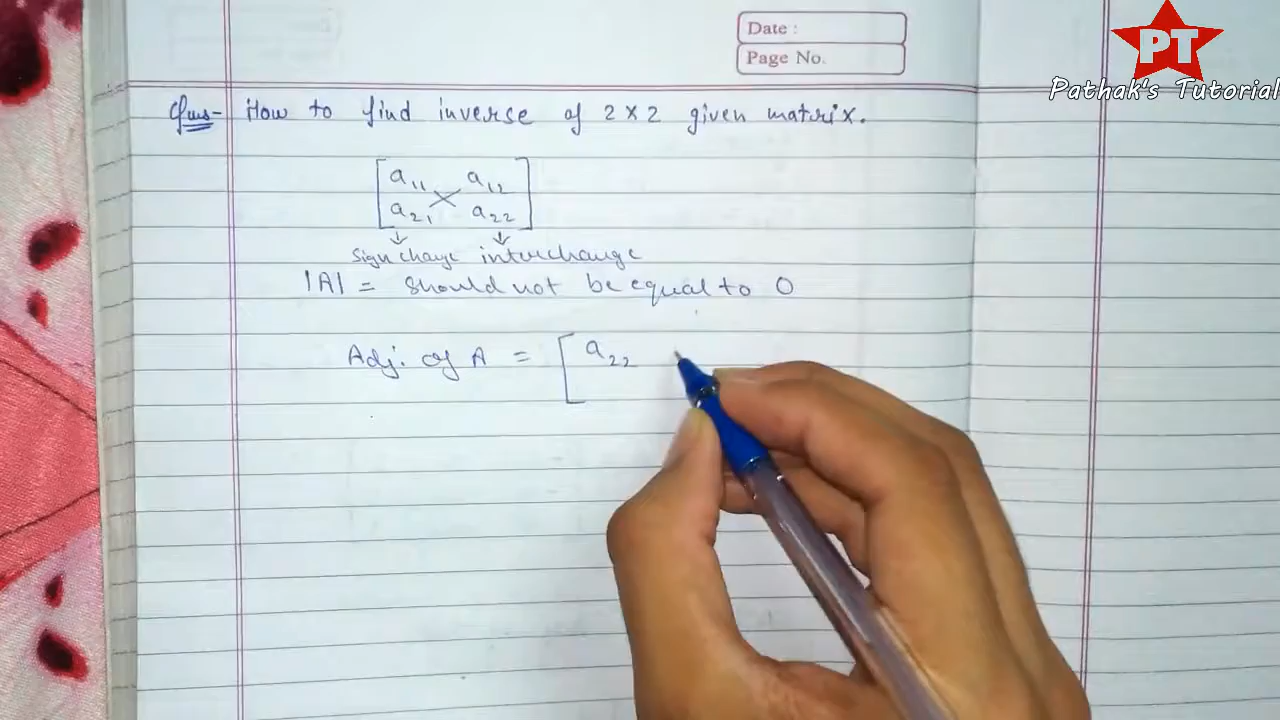 Date :
Page No.
PT
Pathak's Tutorial
Ques- How to find inverse of 2×2 given matrix.
a11 a12
a21 a22
↓ ↓
Sign change interchange
|A| = should not be equal to 0
Adj. of A = [ a22